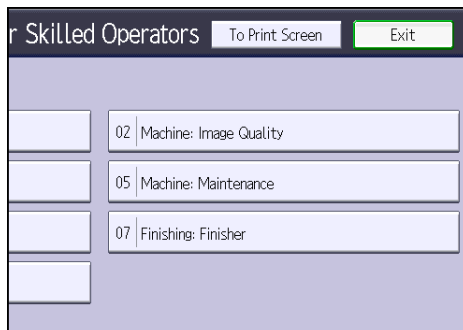 r Skilled Operators To Print Screen Exit
02 Machine: Image Quality
05 Machine: Maintenance
07 Finishing: Finisher